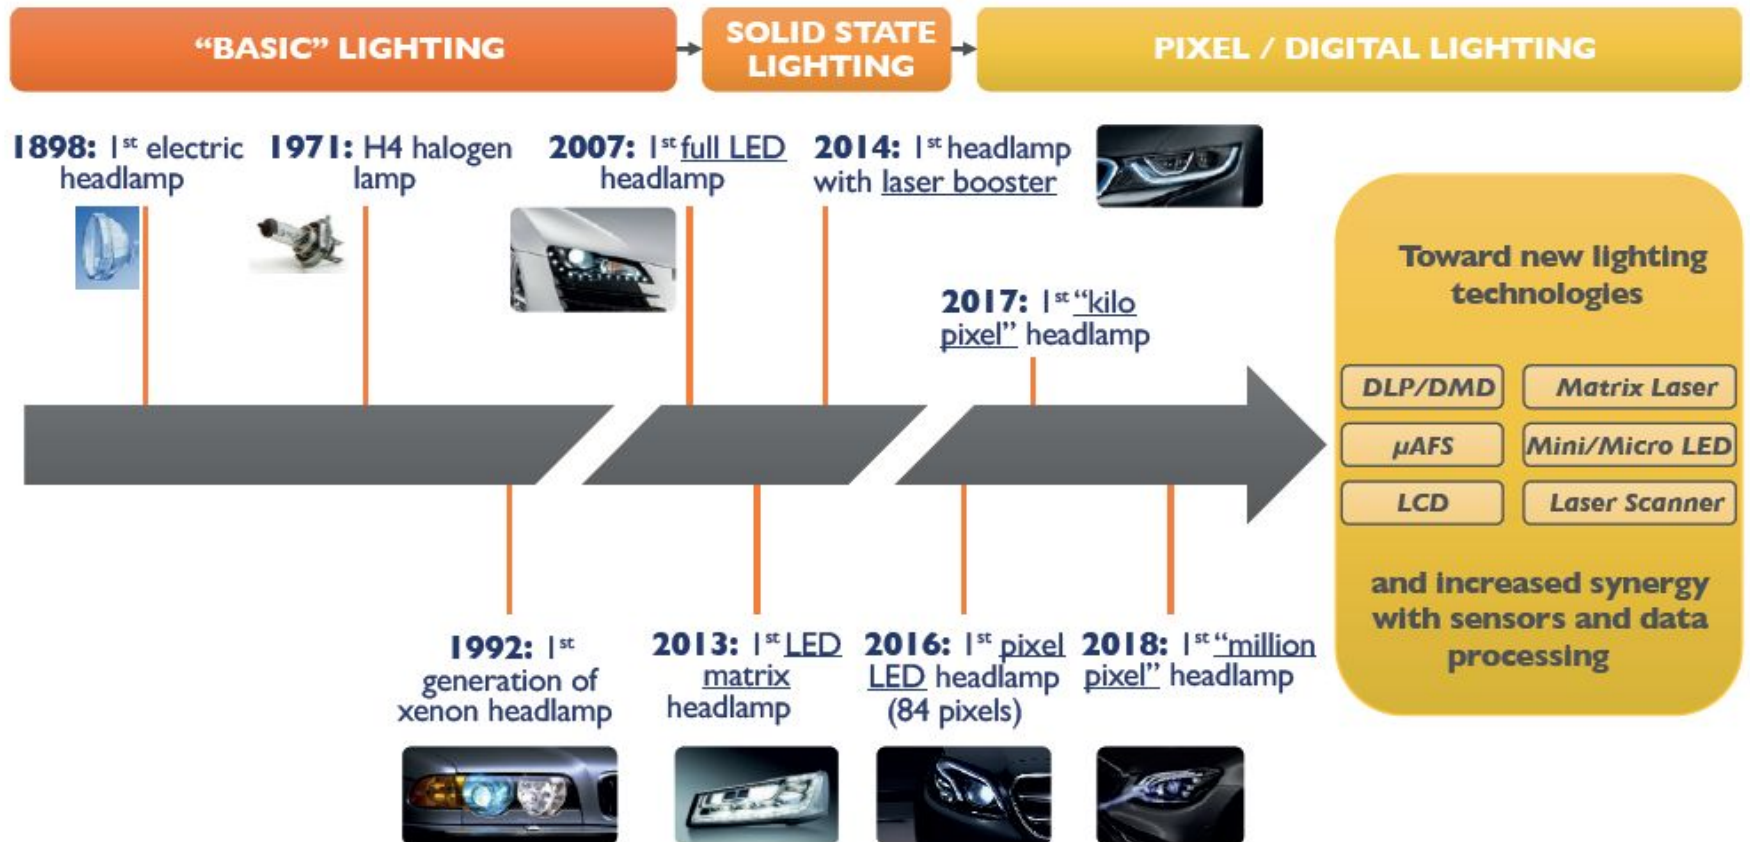 “BASIC” LIGHTING
SOLID STATE
LIGHTING
PIXEL / DIGITAL LIGHTING
1898: 1st electric
headlamp
1971: H4 halogen
lamp
2007: 1st full LED
headlamp
2014: 1st headlamp
with laser booster
2017: 1st “kilo
pixel” headlamp
1992: 1st
generation of
xenon headlamp
2013: 1st LED
matrix
headlamp
2016: 1st pixel
LED headlamp
(84 pixels)
2018: 1st “million
pixel” headlamp
Toward new lighting
technologies
DLP/DMD
Matrix Laser
μAFS
Mini/Micro LED
LCD
Laser Scanner
and increased synergy
with sensors and data
processing